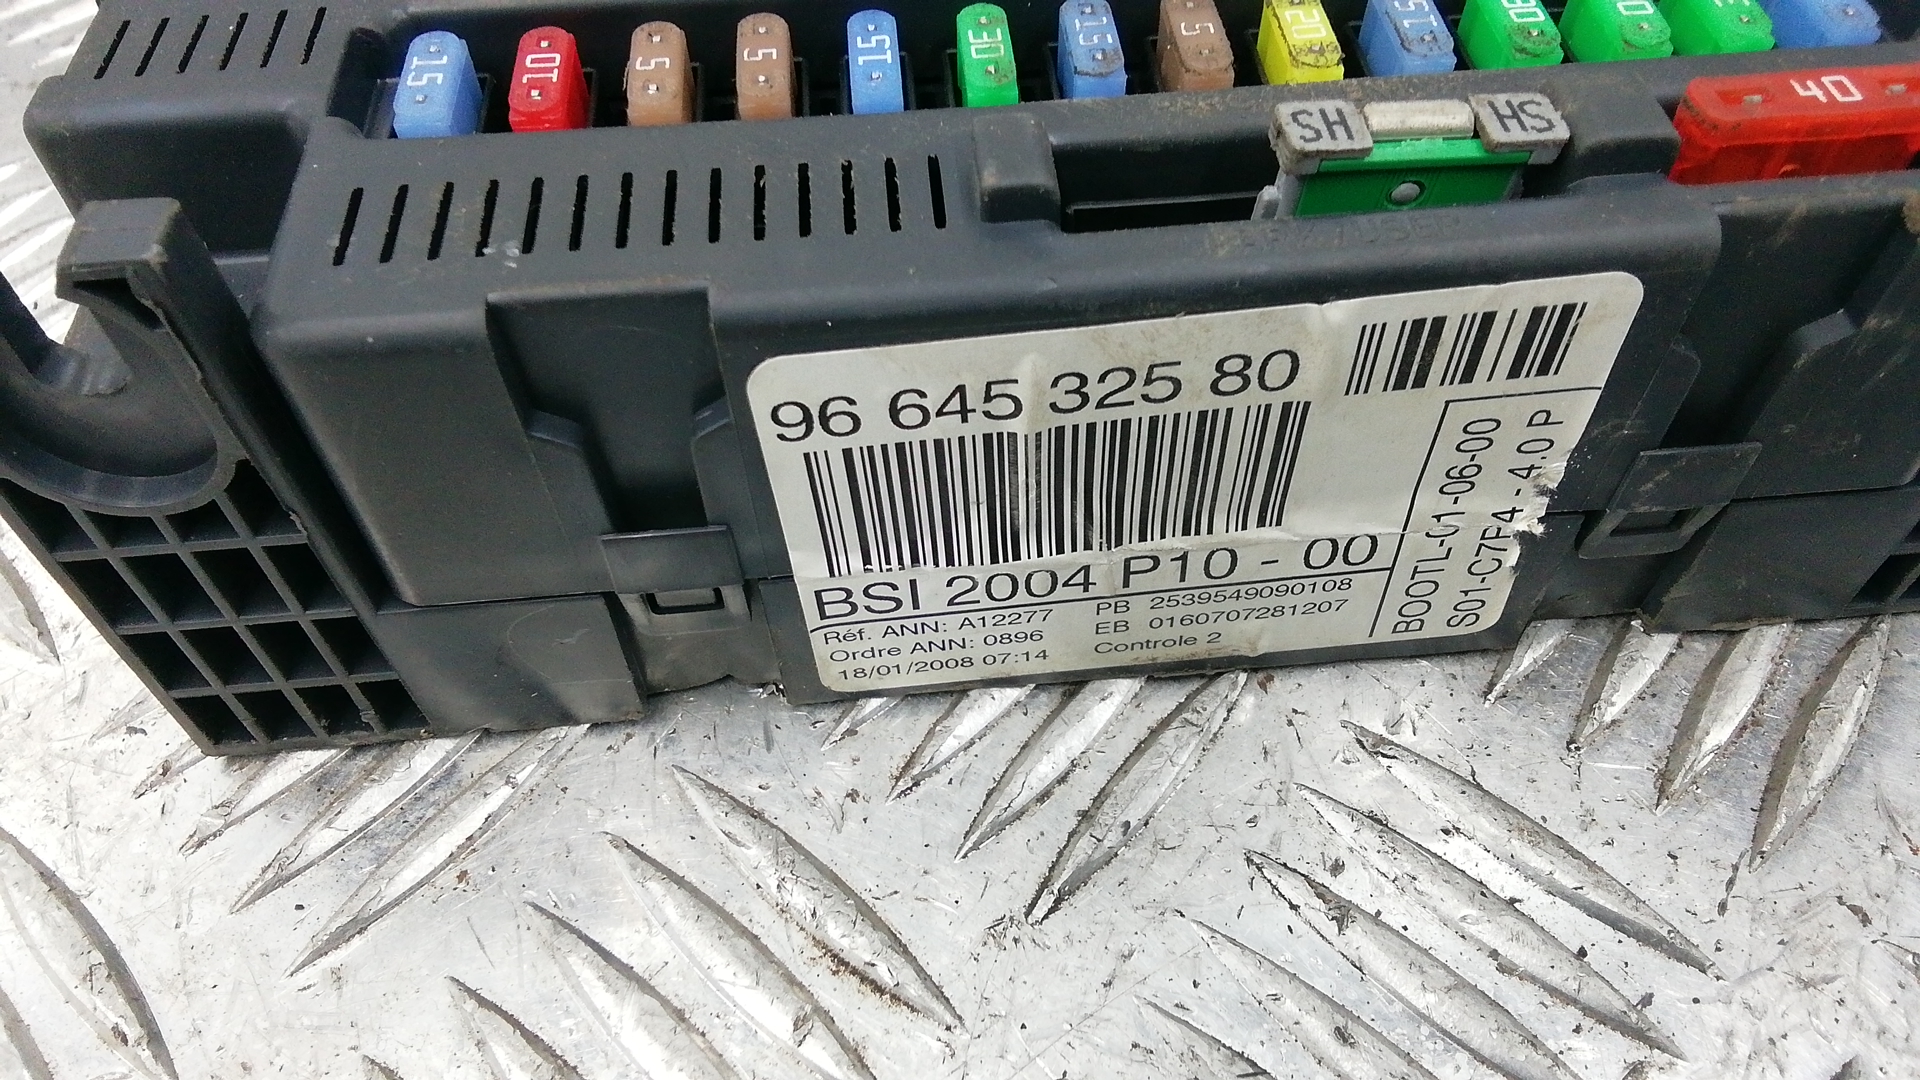 15
10
5
5
15
30
15
5
20
15
30
SH
HS
40
96 645 325 80
BSI 2004 P10 - 00
Réf. ANN: A12277
Ordre ANN: 0896
18/01/2008 07:14
PB 2539549090108
EB 0160707281207
Controle 2
BOOTL-01-06-00
S01-C7P4 - 4.0 P